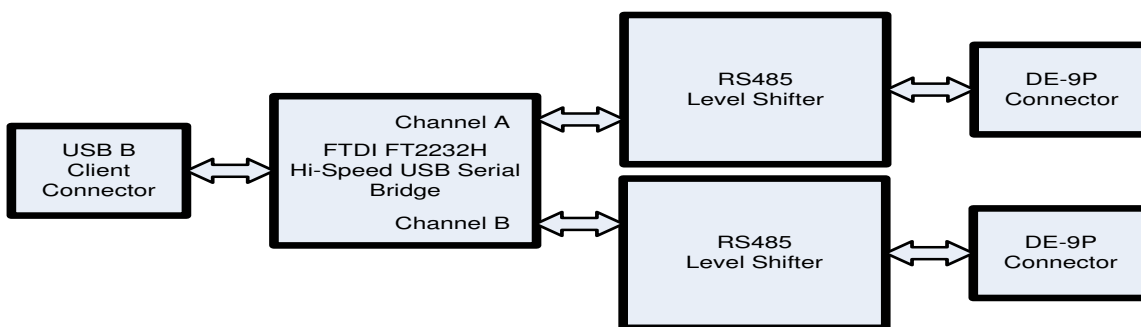 USB B
Client
Connector
Channel A
FTDI FT2232H
Hi-Speed USB Serial
Bridge
Channel B
RS485
Level Shifter
DE-9P
Connector
RS485
Level Shifter
DE-9P
Connector